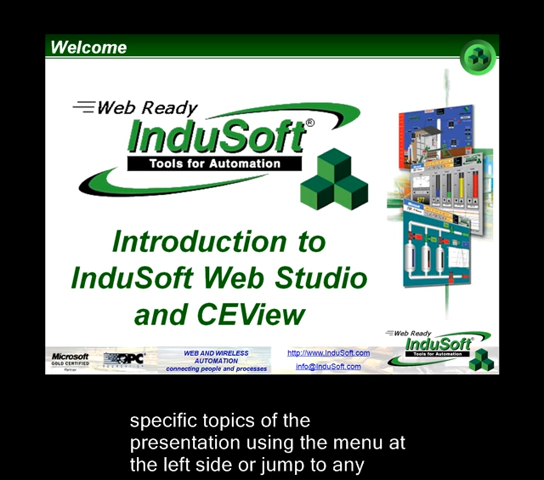 Welcome
Web Ready
InduSoft®
Tools for Automation
Introduction to
InduSoft Web Studio
and CEView
Microsoft
GOLD CERTIFIED
Partner
OPC
WEB AND WIRELESS
AUTOMATION
connecting people and processes
http://www.InduSoft.com
info@InduSoft.com
Web Ready
InduSoft
Tools for Automation
specific topics of the
presentation using the menu at
the left side or jump to any